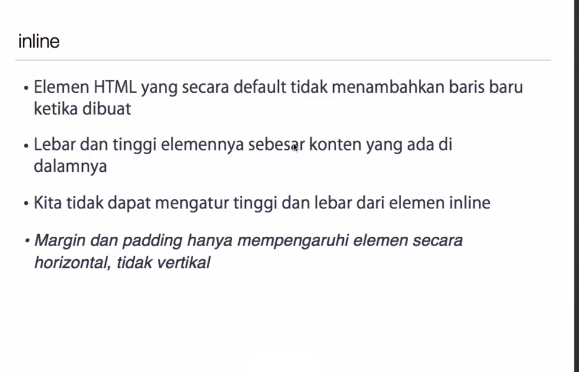 inline
• Elemen HTML yang secara default tidak menambahkan baris baru
ketika dibuat
• Lebar dan tinggi elemennya sebesar konten yang ada di
dalamnya
• Kita tidak dapat mengatur tinggi dan lebar dari elemen inline
• Margin dan padding hanya mempengaruhi elemen secara
horizontal, tidak vertikal